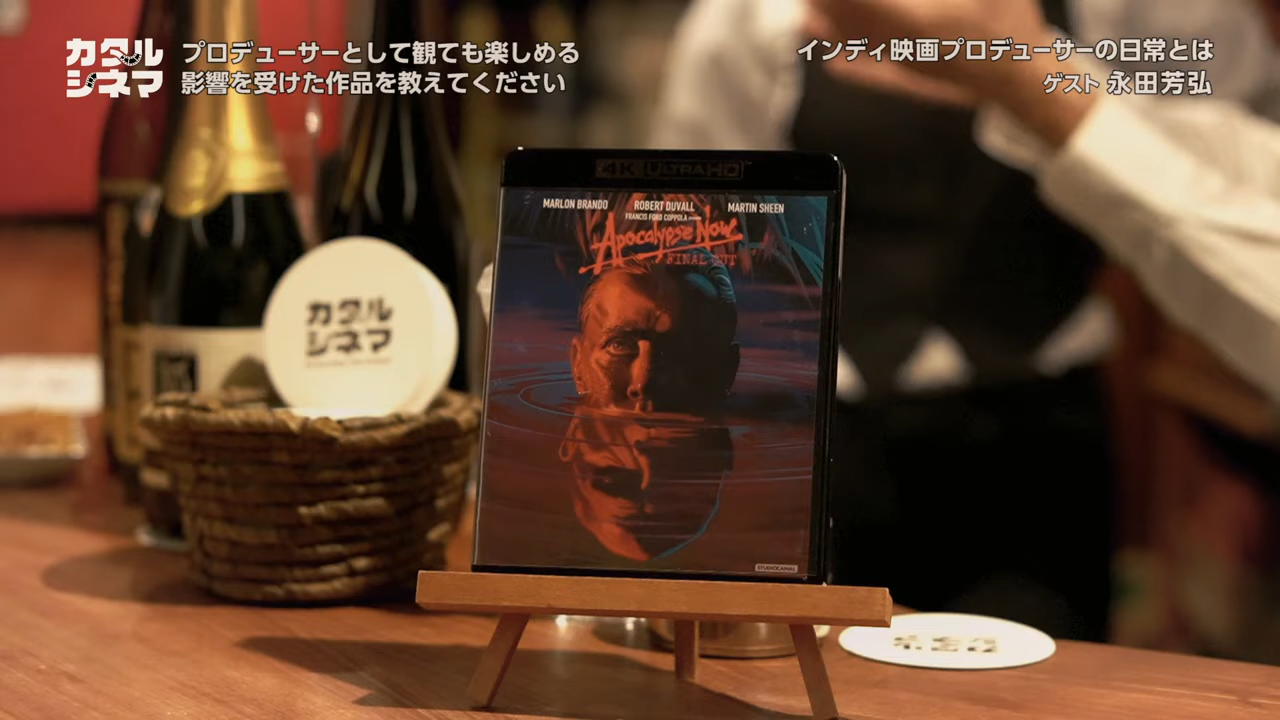 カタル
シネマ
プロデューサーとして観ても楽しめる
影響を受けた作品を教えてください
インディ映画プロデューサーの日常とは
ゲスト 永田芳弘
4K ULTRA HD
MARLON BRANDO ROBERT DUVALL MARTIN SHEEN
FRANCIS FORD COPPOLA
Apocalypse Now
FINAL CUT
STUDIOCANAL
カタル
シネマ